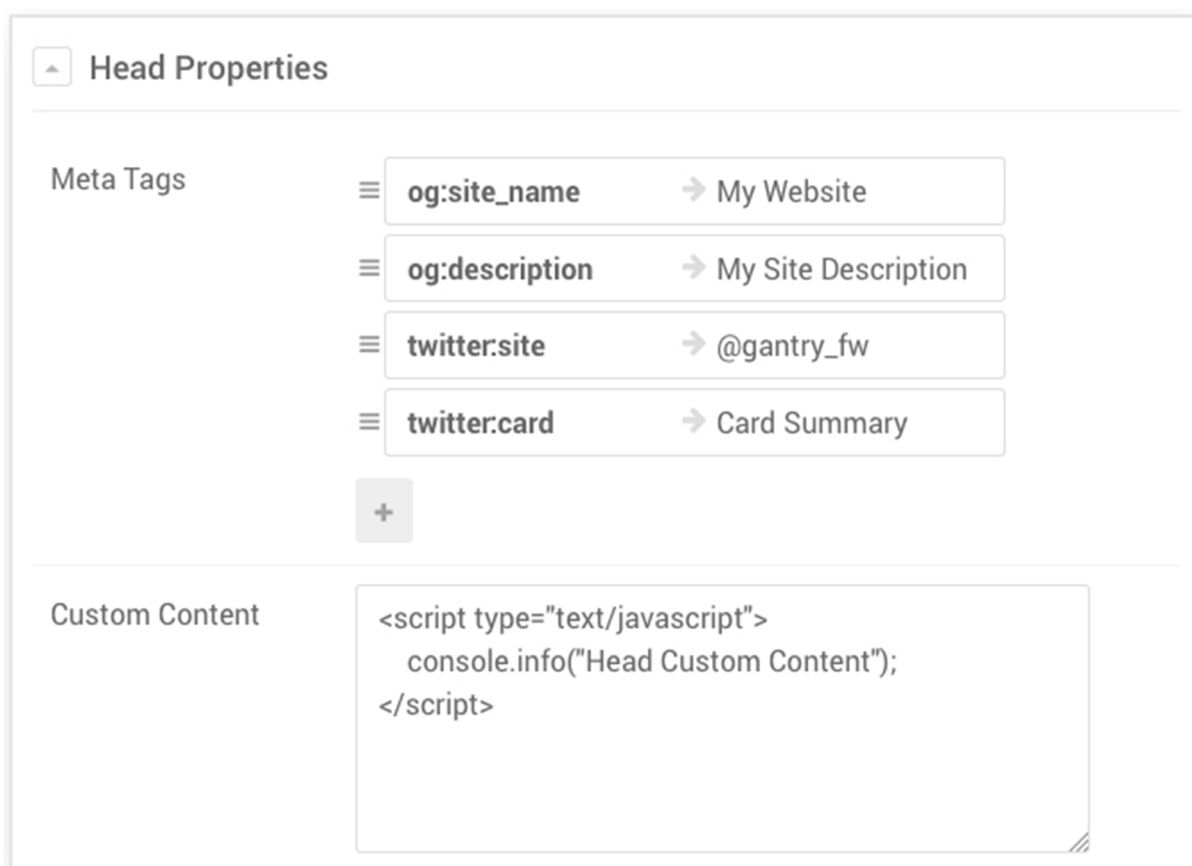 Head Properties
Meta Tags
og:site_name → My Website
og:description → My Site Description
twitter:site → @gantry_fw
twitter:card → Card Summary
+
Custom Content
<script type="text/javascript">
console.info("Head Custom Content");
</script>